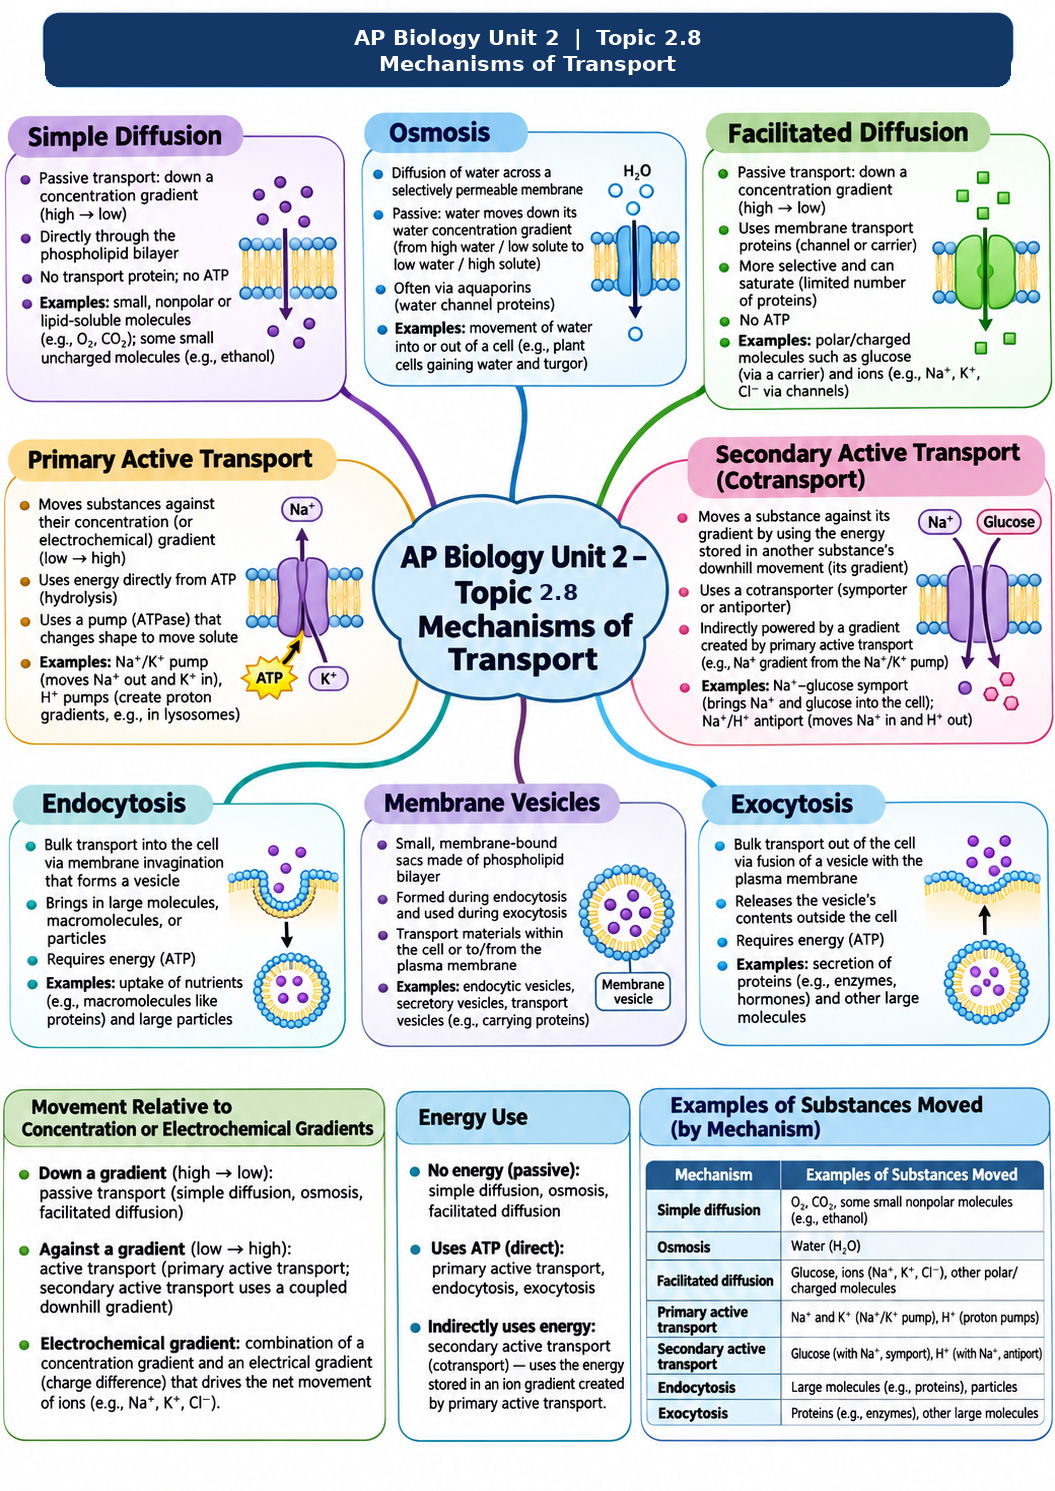 AP Biology Unit 2 | Topic 2.8
Mechanisms of Transport
Simple Diffusion
Passive transport: down a
concentration gradient
(high → low)
Directly through the
phospholipid bilayer
No transport protein; no ATP
Examples: small, nonpolar or
lipid-soluble molecules
(e.g., O₂, CO₂); some small
uncharged molecules (e.g., ethanol)
Osmosis
Diffusion of water across a
selectively permeable membrane
Passive: water moves down its
water concentration gradient
(from high water / low solute to
low water / high solute)
Often via aquaporins
(water channel proteins)
Examples: movement of water
into or out of a cell (e.g., plant
cells gaining water and turgor)
H₂O
Facilitated Diffusion
Passive transport: down a
concentration gradient
(high → low)
Uses membrane transport
proteins (channel or carrier)
More selective and can
saturate (limited number
of proteins)
No ATP
Examples: polar/charged
molecules such as glucose
(via a carrier) and ions (e.g., Na⁺, K⁺,
Cl⁻ via channels)
Primary Active Transport
Moves substances against
their concentration (or
electrochemical) gradient
(low → high)
Uses energy directly from ATP
(hydrolysis)
Uses a pump (ATPase) that
changes shape to move solute
Examples: Na⁺/K⁺ pump
(moves Na⁺ out and K⁺ in),
H⁺ pumps (create proton
gradients, e.g., in lysosomes)
Na⁺
ATP
K⁺
AP Biology Unit 2 –
Topic 2.8
Mechanisms of
Transport
Secondary Active Transport
(Cotransport)
Moves a substance against its
gradient by using the energy
stored in another substance's
downhill movement (its gradient)
Uses a cotransporter (symporter
or antiporter)
Indirectly powered by a gradient
created by primary active transport
(e.g., Na⁺ gradient from the Na⁺/K⁺ pump)
Examples: Na⁺–glucose symport
(brings Na⁺ and glucose into the cell);
Na⁺/H⁺ antiport (moves Na⁺ in and H⁺ out)
Na⁺
Glucose
Endocytosis
Bulk transport into the cell
via membrane invagination
that forms a vesicle
Brings in large molecules,
macromolecules, or
particles
Requires energy (ATP)
Examples: uptake of nutrients
(e.g., macromolecules like
proteins) and large particles
Membrane Vesicles
Small, membrane-bound
sacs made of phospholipid
bilayer
Formed during endocytosis
and used during exocytosis
Transport materials within
the cell or to/from the
plasma membrane
Examples: endocytic vesicles,
secretory vesicles, transport
vesicles (e.g., carrying proteins)
Membrane
vesicle
Exocytosis
Bulk transport out of the cell
via fusion of a vesicle with the
plasma membrane
Releases the vesicle's
contents outside the cell
Requires energy (ATP)
Examples: secretion of
proteins (e.g., enzymes,
hormones) and other large
molecules
Movement Relative to
Concentration or Electrochemical Gradients
Down a gradient (high → low):
passive transport (simple diffusion, osmosis,
facilitated diffusion)
Against a gradient (low → high):
active transport (primary active transport;
secondary active transport uses a coupled
downhill gradient)
Electrochemical gradient: combination of a
concentration gradient and an electrical gradient
(charge difference) that drives the net movement
of ions (e.g., Na⁺, K⁺, Cl⁻).
Energy Use
No energy (passive):
simple diffusion, osmosis,
facilitated diffusion
Uses ATP (direct):
primary active transport,
endocytosis, exocytosis
Indirectly uses energy:
secondary active transport
(cotransport) — uses the energy
stored in an ion gradient created
by primary active transport.
Examples of Substances Moved
(by Mechanism)
Mechanism Examples of Substances Moved
Simple diffusion O₂, CO₂, some small nonpolar molecules
(e.g., ethanol)
Osmosis Water (H₂O)
Facilitated diffusion Glucose, ions (Na⁺, K⁺, Cl⁻), other polar/
charged molecules
Primary active
transport Na⁺ and K⁺ (Na⁺/K⁺ pump), H⁺ (proton pumps)
Secondary active
transport Glucose (with Na⁺, symport), H⁺ (with Na⁺, antiport)
Endocytosis Large molecules (e.g., proteins), particles
Exocytosis Proteins (e.g., enzymes), other large molecules